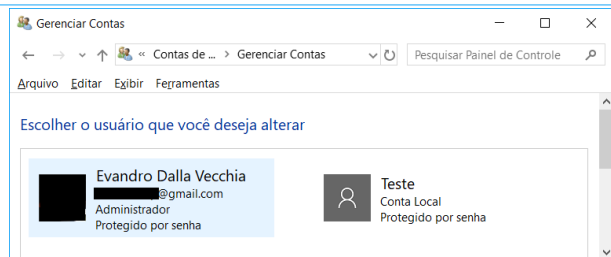 Gerenciar Contas
« Contas de ... > Gerenciar Contas
Pesquisar Painel de Controle
Arquivo Editar Exibir Ferramentas
Escolher o usuário que você deseja alterar
Evandro Dalla Vecchia
@gmail.com
Administrador
Protegido por senha
Teste
Conta Local
Protegido por senha